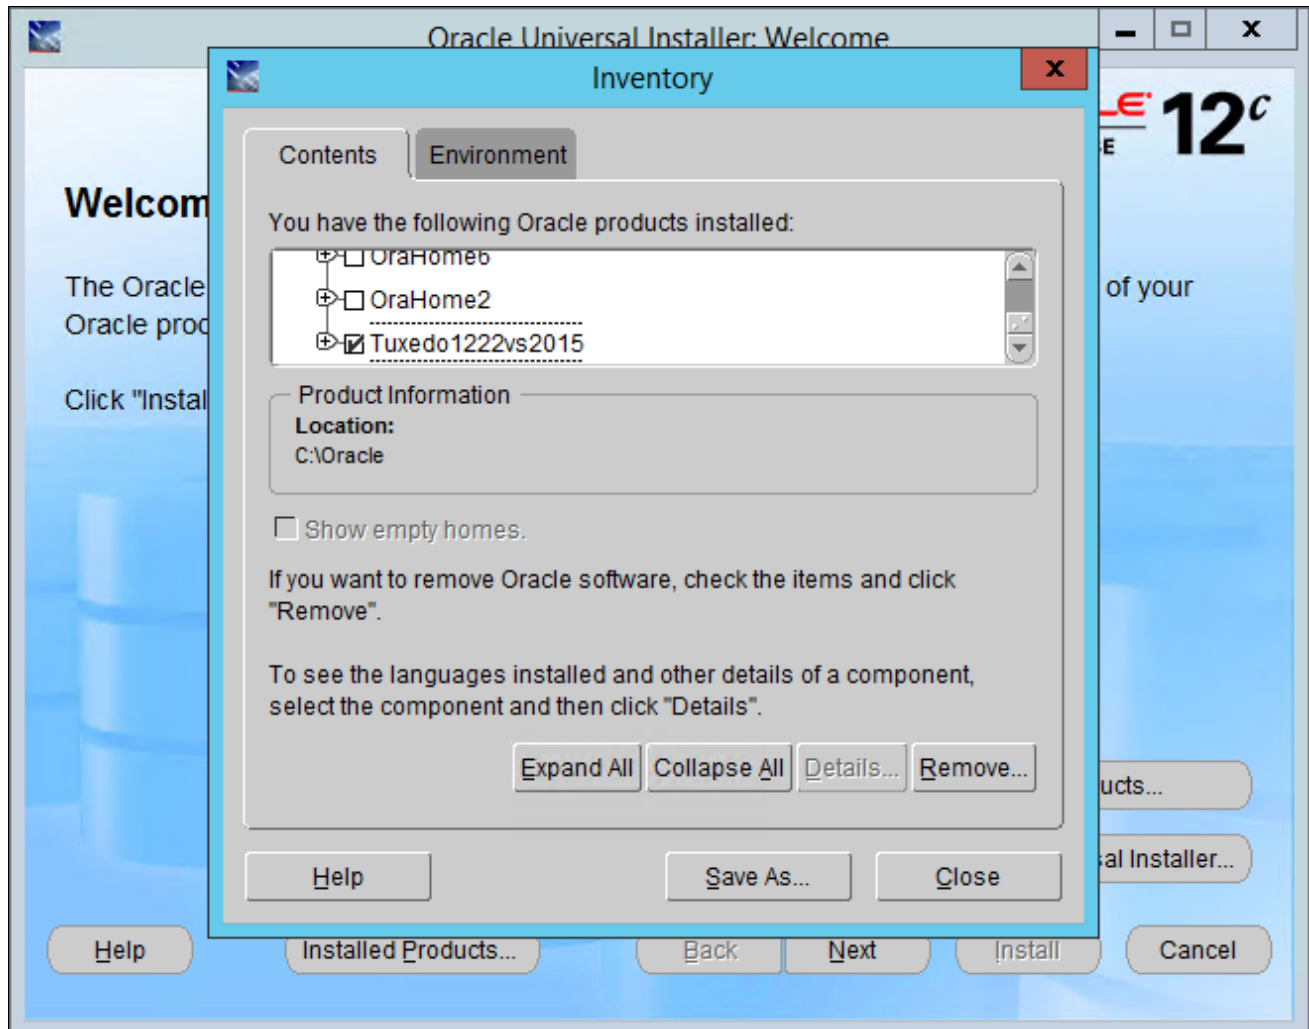 Oracle Universal Installer: Welcome
Inventory
LE
12c
E
Contents
Environment
Welcom
You have the following Oracle products installed:
OraHome6
The Oracle
of your
OraHome2
Oracle prod
Tuxedo1222vs2015
Product Information
Click "Instal
Location:
C:\Oracle
Show empty homes.
If you want to remove Oracle software, check the items and click
"Remove".
To see the languages installed and other details of a component,
select the component and then click "Details".
Expand All
Collapse All
Details...
Remove...
ucts...
sal Installer...
Help
Save As...
Close
Help
Installed Products...
Back
Next
Install
Cancel